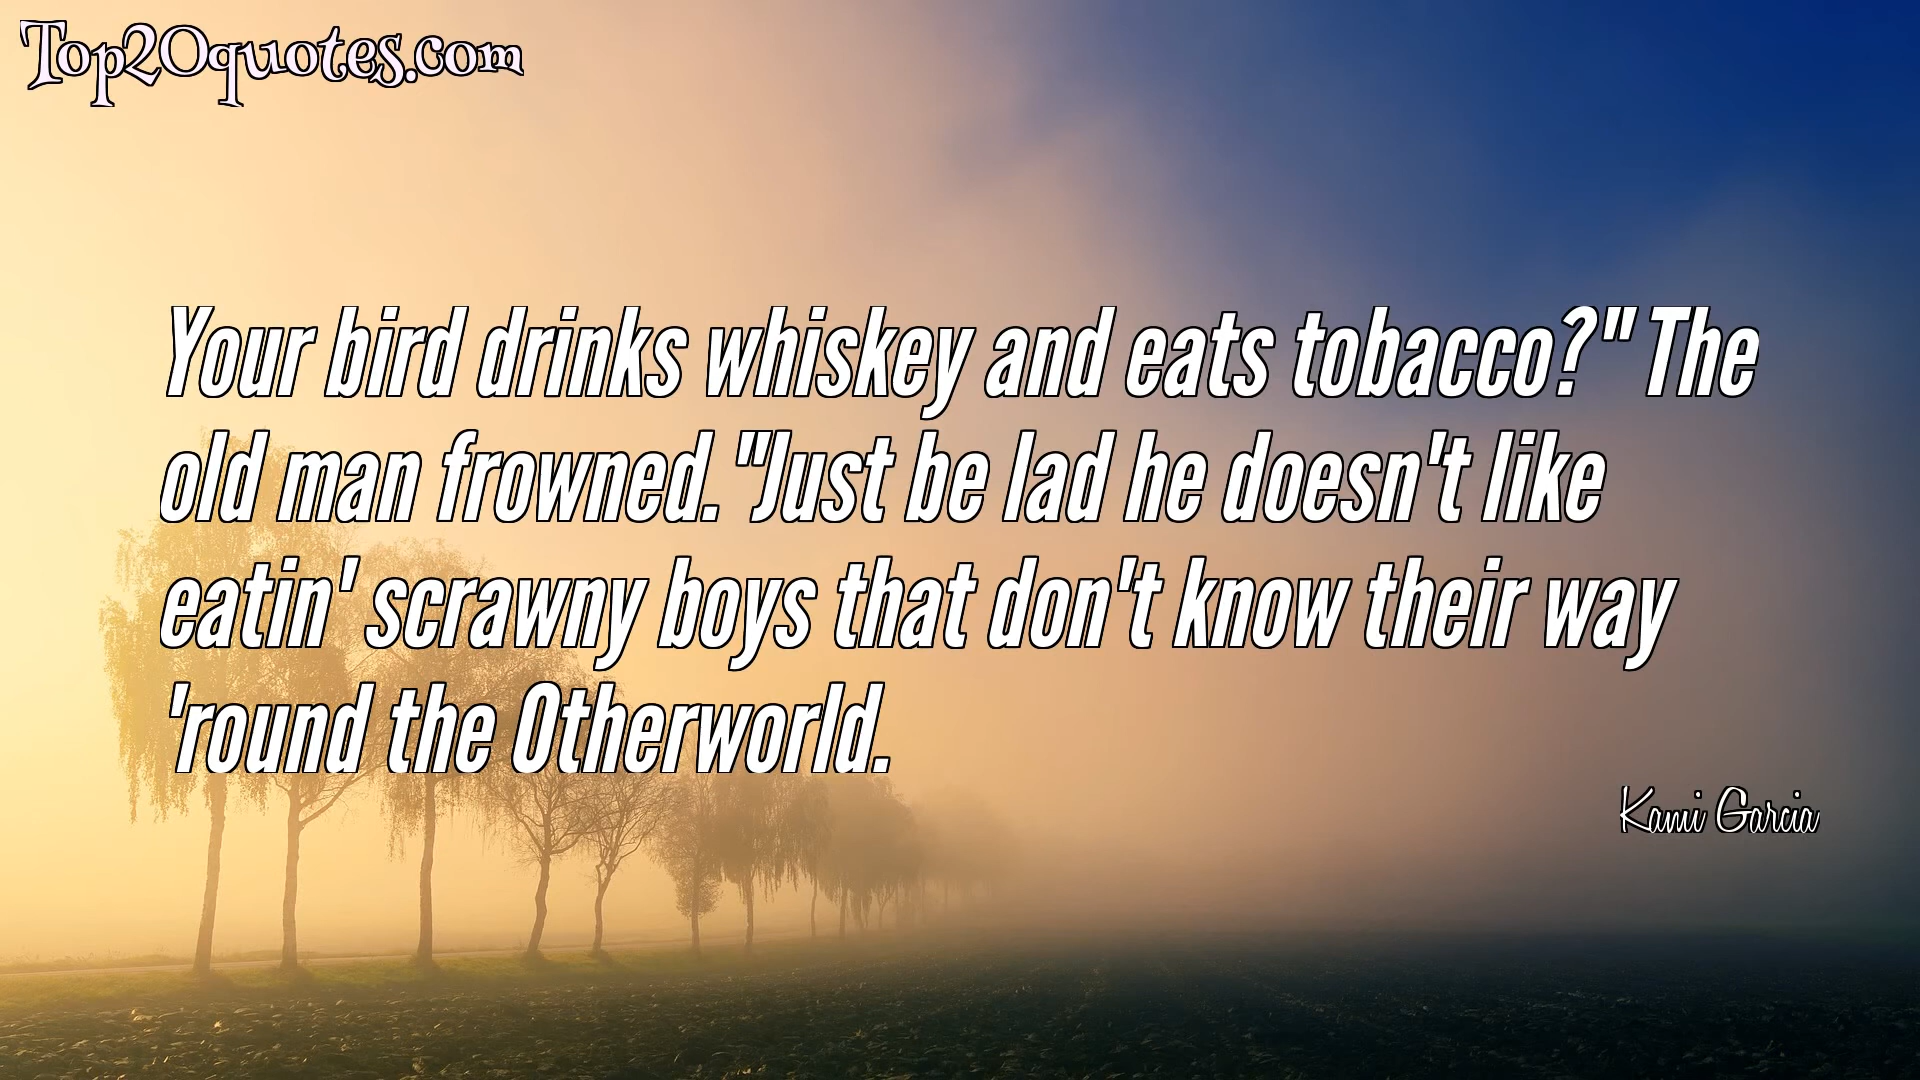 Top20quotes.com
Your bird drinks whiskey and eats tobacco?" The
old man frowned. "Just be lad he doesn't like
eatin' scrawny boys that don't know their way
'round the Otherworld.
Kami Garcia